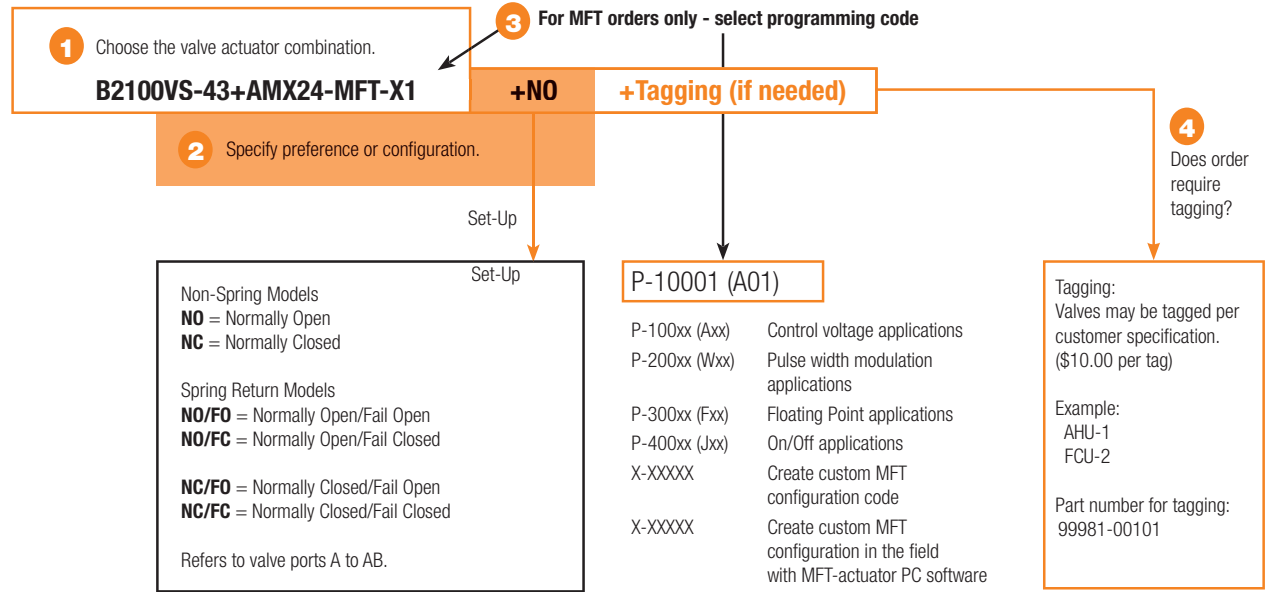 3 For MFT orders only - select programming code
1 Choose the valve actuator combination.
B2100VS-43+AMX24-MFT-X1 +NO +Tagging (if needed)
2 Specify preference or configuration.
4
Does order
require
tagging?
Set-Up
Set-Up
Non-Spring Models
NO = Normally Open
NC = Normally Closed
Spring Return Models
NO/FO = Normally Open/Fail Open
NO/FC = Normally Open/Fail Closed
NC/FO = Normally Closed/Fail Open
NC/FC = Normally Closed/Fail Closed
Refers to valve ports A to AB.
P-10001 (A01)
P-100xx (Axx) Control voltage applications
P-200xx (Wxx) Pulse width modulation
applications
P-300xx (Fxx) Floating Point applications
P-400xx (Jxx) On/Off applications
X-XXXXX Create custom MFT
configuration code
X-XXXXX Create custom MFT
configuration in the field
with MFT-actuator PC software
Tagging:
Valves may be tagged per
customer specification.
($10.00 per tag)
Example:
AHU-1
FCU-2
Part number for tagging:
99981-00101